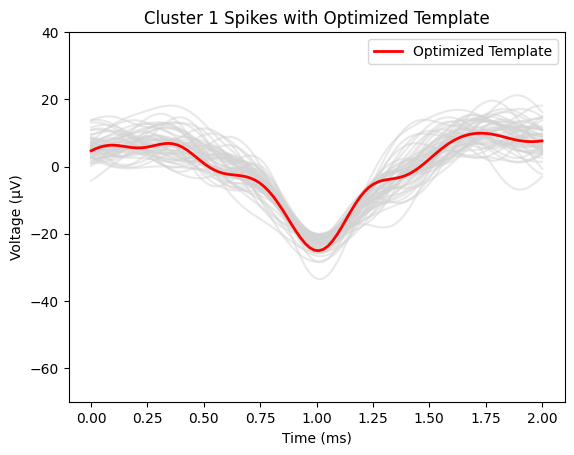 Cluster 1 Spikes with Optimized Template
Optimized Template
Voltage (µV)
40
20
0
−20
−40
−60
0.00 0.25 0.50 0.75 1.00 1.25 1.50 1.75 2.00
Time (ms)